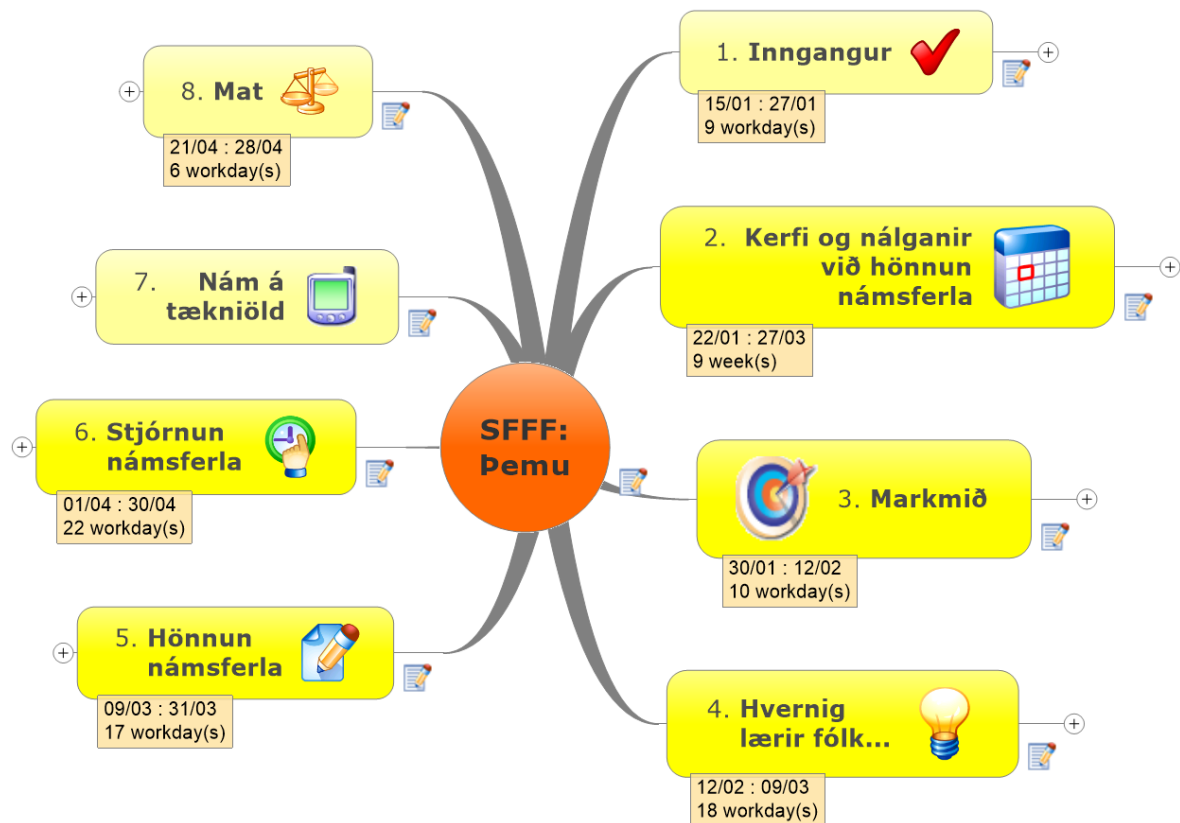 SFFF:
Þemu
1. Inngangur
15/01 : 27/01
9 workday(s)
2. Kerfi og nálganir
við hönnun
námsferla
22/01 : 27/03
9 week(s)
3. Markmið
30/01 : 12/02
10 workday(s)
4. Hvernig
lærir fólk...
12/02 : 09/03
18 workday(s)
5. Hönnun
námsferla
09/03 : 31/03
17 workday(s)
6. Stjórnun
námsferla
01/04 : 30/04
22 workday(s)
7. Nám á
tækniöld
8. Mat
21/04 : 28/04
6 workday(s)